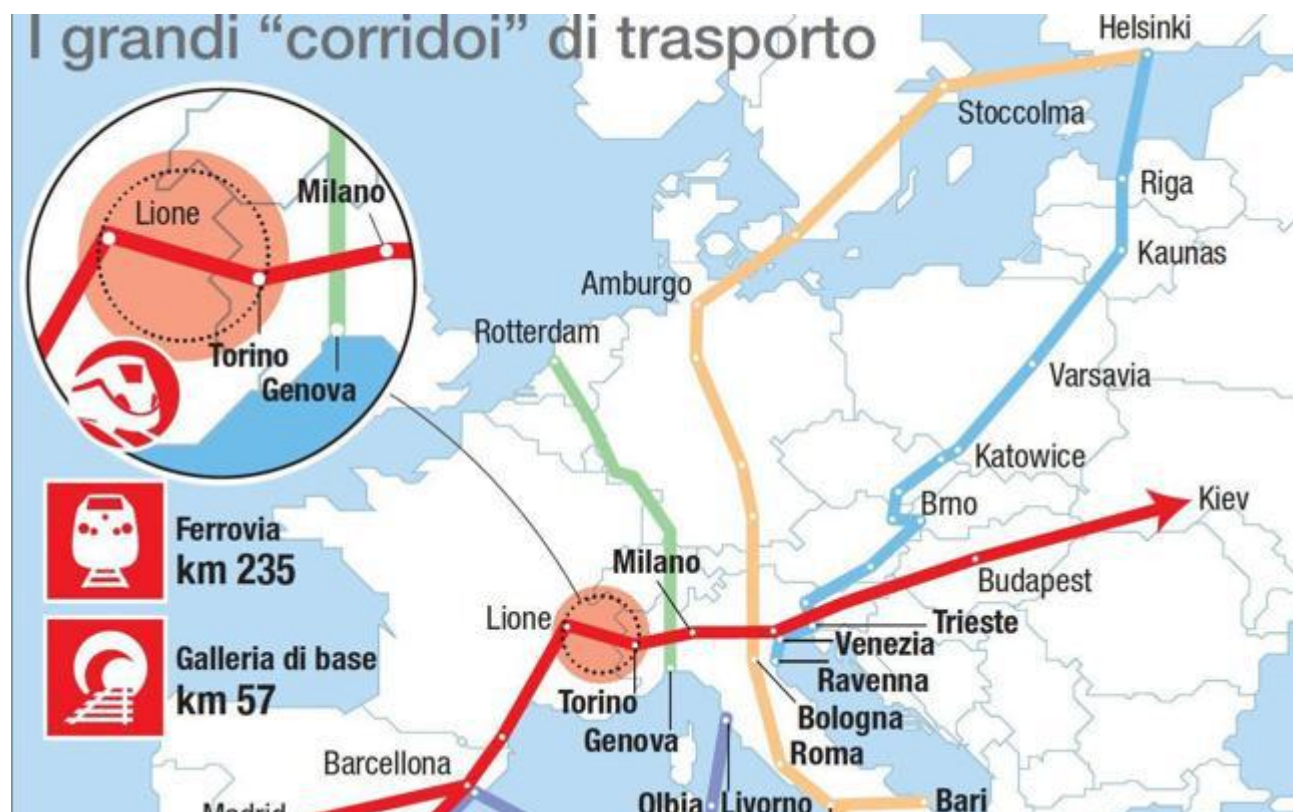 I grandi “corridoi” di trasporto
Helsinki
Stoccolma
Riga
Kaunas
Amburgo
Rotterdam
Varsavia
Katowice
Brno
Kiev
Budapest
Lione
Milano
Torino
Genova
Ferrovia
km 235
Galleria di base
km 57
Milano
Lione
Torino
Genova
Trieste
Venezia
Ravenna
Bologna
Roma
Barcellona
Madrid
Olbia
Livorno
Bari